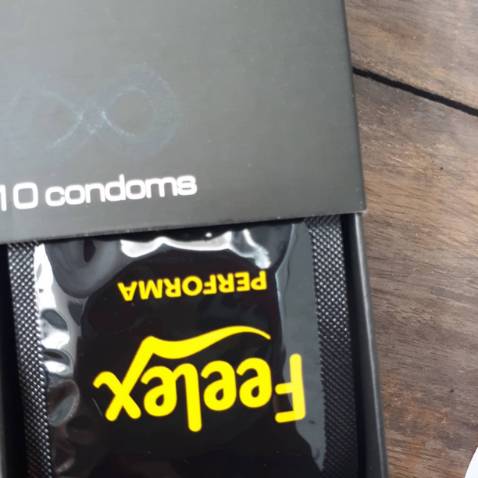 10 condoms
Feelex
PERFORMA